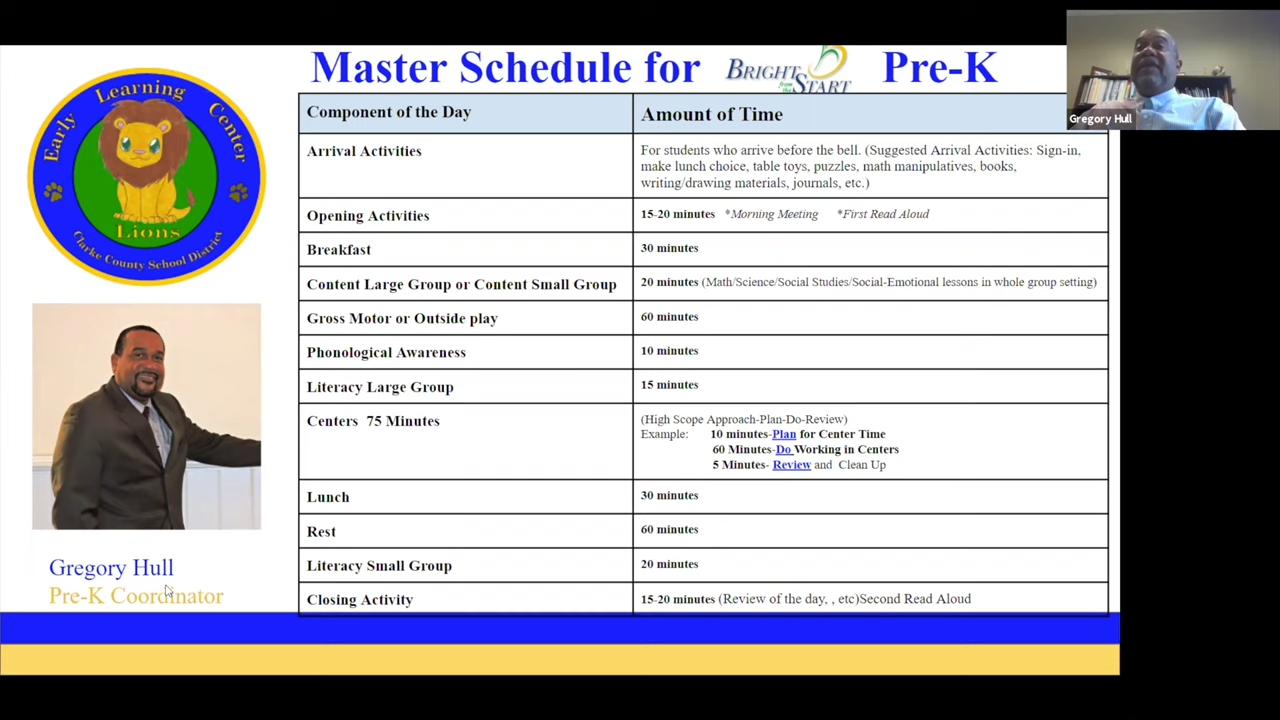 Master Schedule for BRIGHT from the START Pre-K
Early Learning Center
Lions
Clarke County School District
Gregory Hull
Pre-K Coordinator
Component of the Day
Amount of Time
Arrival Activities
For students who arrive before the bell. (Suggested Arrival Activities: Sign-in,
make lunch choice, table toys, puzzles, math manipulatives, books,
writing/drawing materials, journals, etc.)
Opening Activities
15-20 minutes *Morning Meeting *First Read Aloud
Breakfast
30 minutes
Content Large Group or Content Small Group
20 minutes (Math/Science/Social Studies/Social-Emotional lessons in whole group setting)
Gross Motor or Outside play
60 minutes
Phonological Awareness
10 minutes
Literacy Large Group
15 minutes
Centers 75 Minutes
(High Scope Approach-Plan-Do-Review)
Example: 10 minutes-Plan for Center Time
60 Minutes-Do Working in Centers
5 Minutes- Review and Clean Up
Lunch
30 minutes
Rest
60 minutes
Literacy Small Group
20 minutes
Closing Activity
15-20 minutes (Review of the day, , etc)Second Read Aloud
Gregory Hull